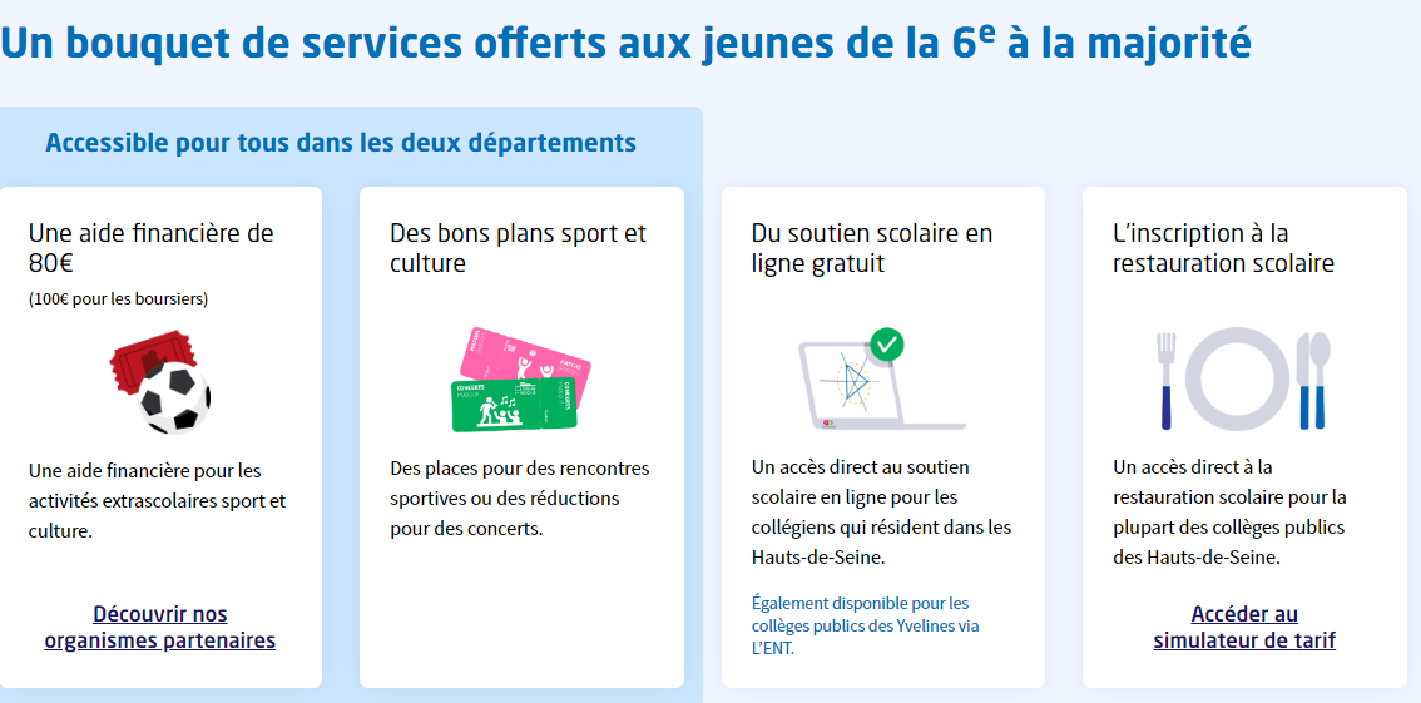 Un bouquet de services offerts aux jeunes de la 6e à la majorité
Accessible pour tous dans les deux départements
Une aide financière de
80€
(100€ pour les boursiers)
Une aide financière pour les
activités extrascolaires sport et
culture.
Découvrir nos
organismes partenaires
Des bons plans sport et
culture
CONCERTS
Des places pour des rencontres
sportives ou des réductions
pour des concerts.
Du soutien scolaire en
ligne gratuit
Un accès direct au soutien
scolaire en ligne pour les
collégiens qui résident dans les
Hauts-de-Seine.
Également disponible pour les
collèges publics des Yvelines via
L'ENT.
L'inscription à la
restauration scolaire
Un accès direct à la
restauration scolaire pour la
plupart des collèges publics
des Hauts-de-Seine.
Accéder au
simulateur de tarif